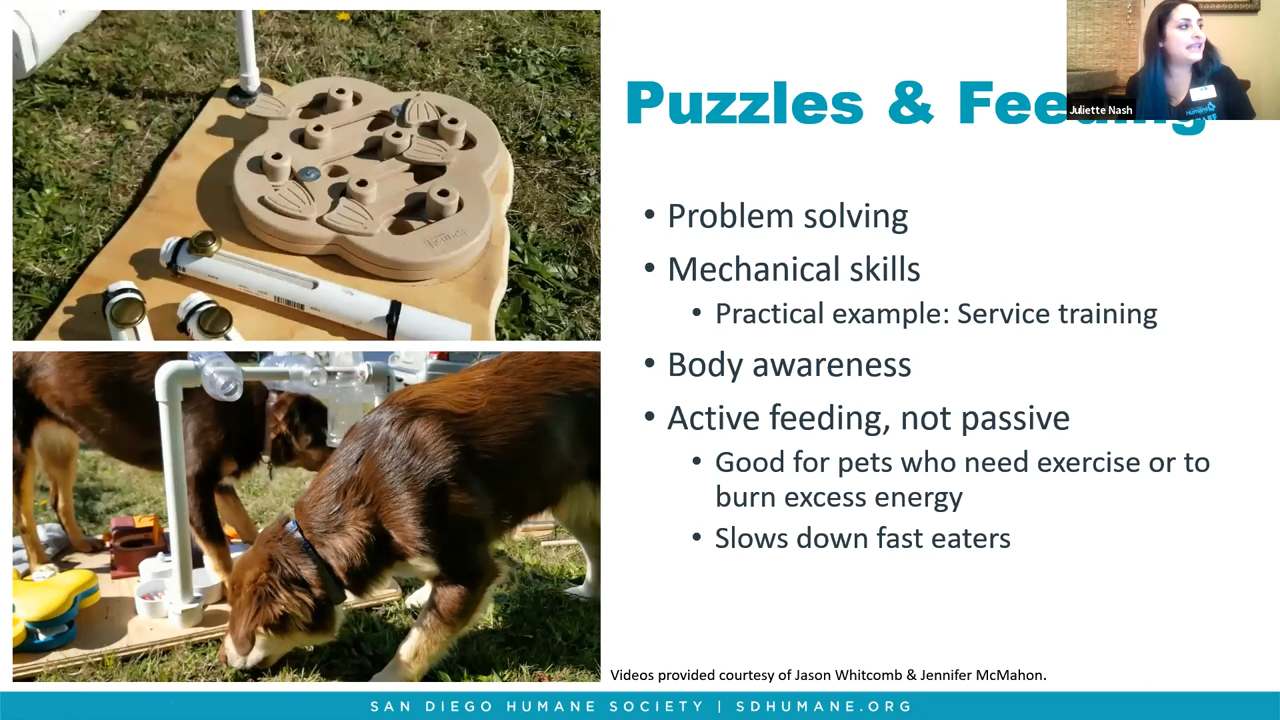 Puzzles & Feeding
Juliette Nash
• Problem solving
• Mechanical skills
• Practical example: Service training
• Body awareness
• Active feeding, not passive
• Good for pets who need exercise or to
burn excess energy
• Slows down fast eaters
Videos provided courtesy of Jason Whitcomb & Jennifer McMahon.
SAN DIEGO HUMANE SOCIETY | SDHUMANE.ORG